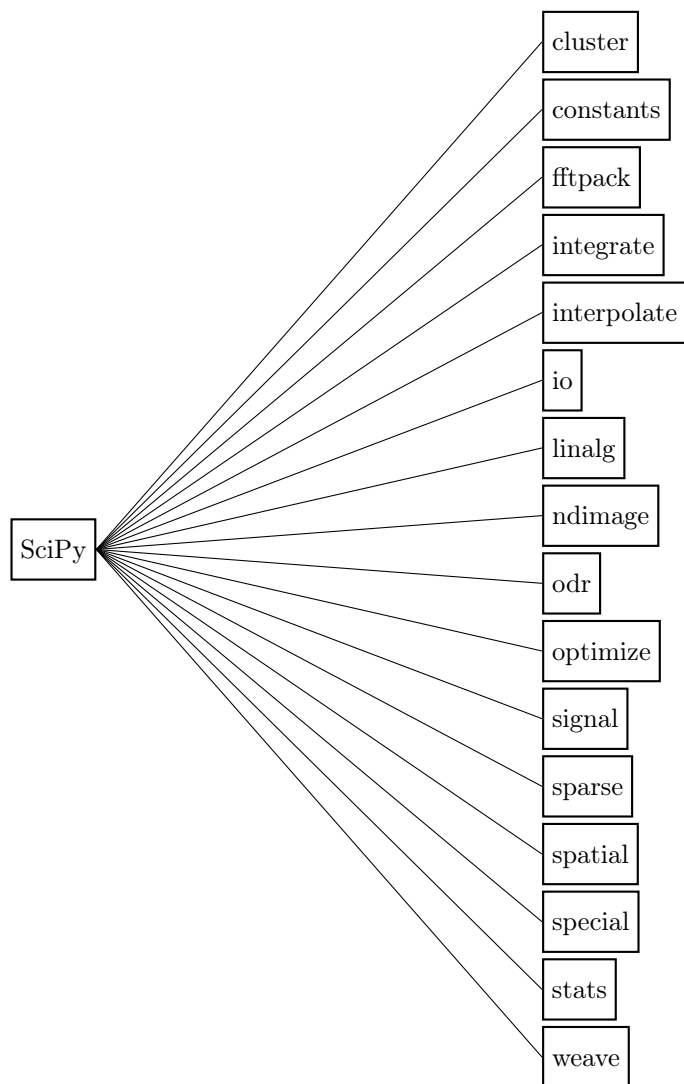 cluster
constants
fftpack
integrate
interpolate
io
linalg
ndimage
SciPy
odr
optimize
signal
sparse
spatial
special
stats
weave